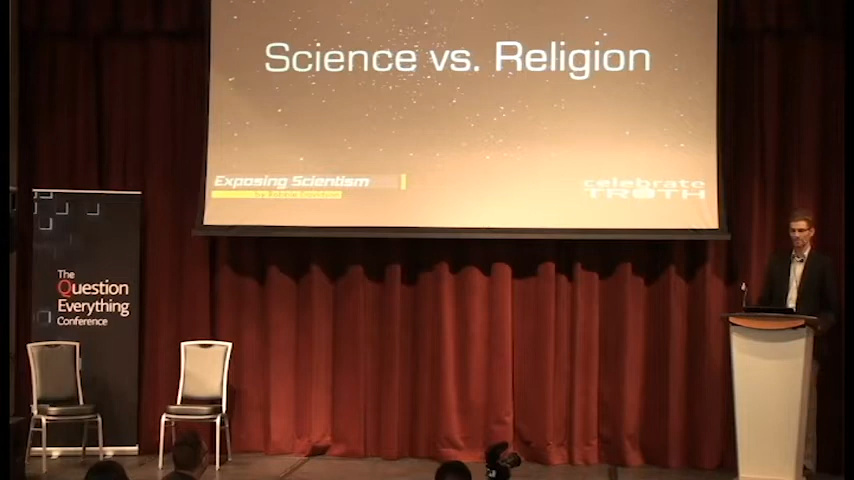 Science vs. Religion
Exposing Scientism
celebrate
TRUTH
The
Question
Everything
Conference